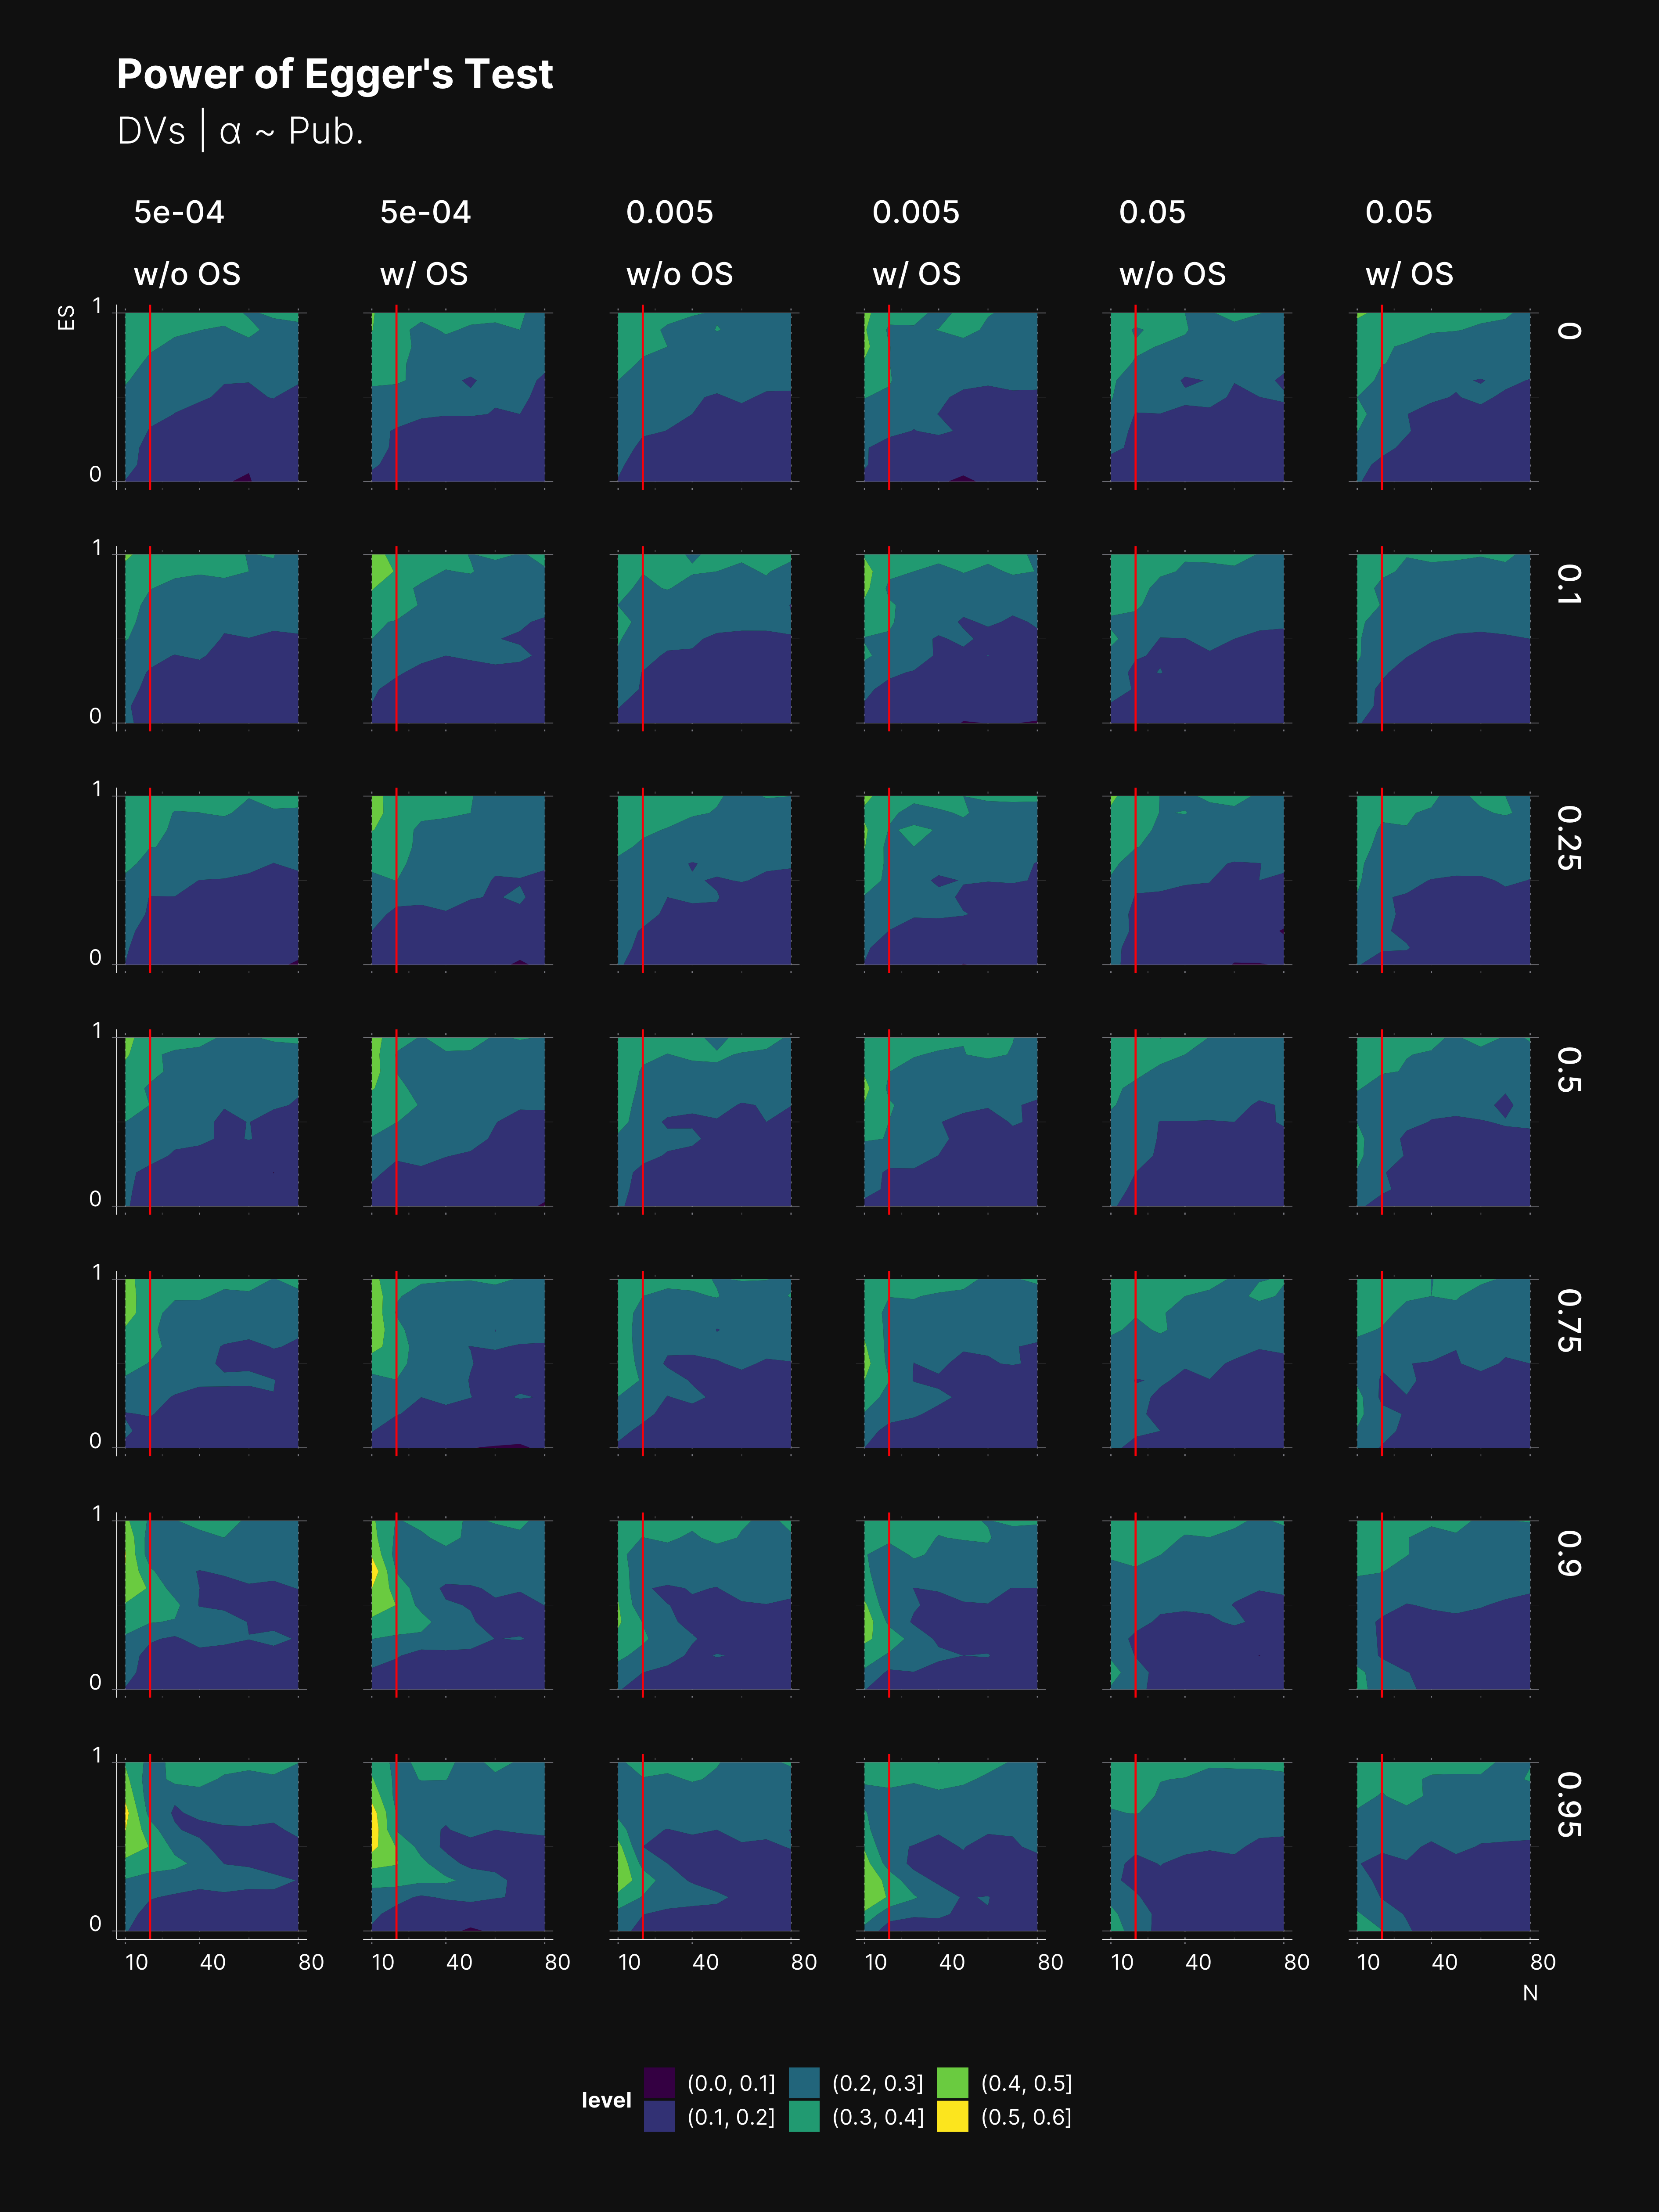 Power of Egger's Test
DVs | α ~ Pub.
5e-04 5e-04 0.005 0.005 0.05 0.05
w/o OS w/ OS w/o OS w/ OS w/o OS w/ OS
ES
1
0
0
1
0
0.1
1
0
0.25
1
0
0.5
1
0
0.75
1
0
0.9
1
0
0.95
10 40 80 10 40 80 10 40 80 10 40 80 10 40 80 10 40 80
N
level
(0.0, 0.1] (0.2, 0.3] (0.4, 0.5]
(0.1, 0.2] (0.3, 0.4] (0.5, 0.6]